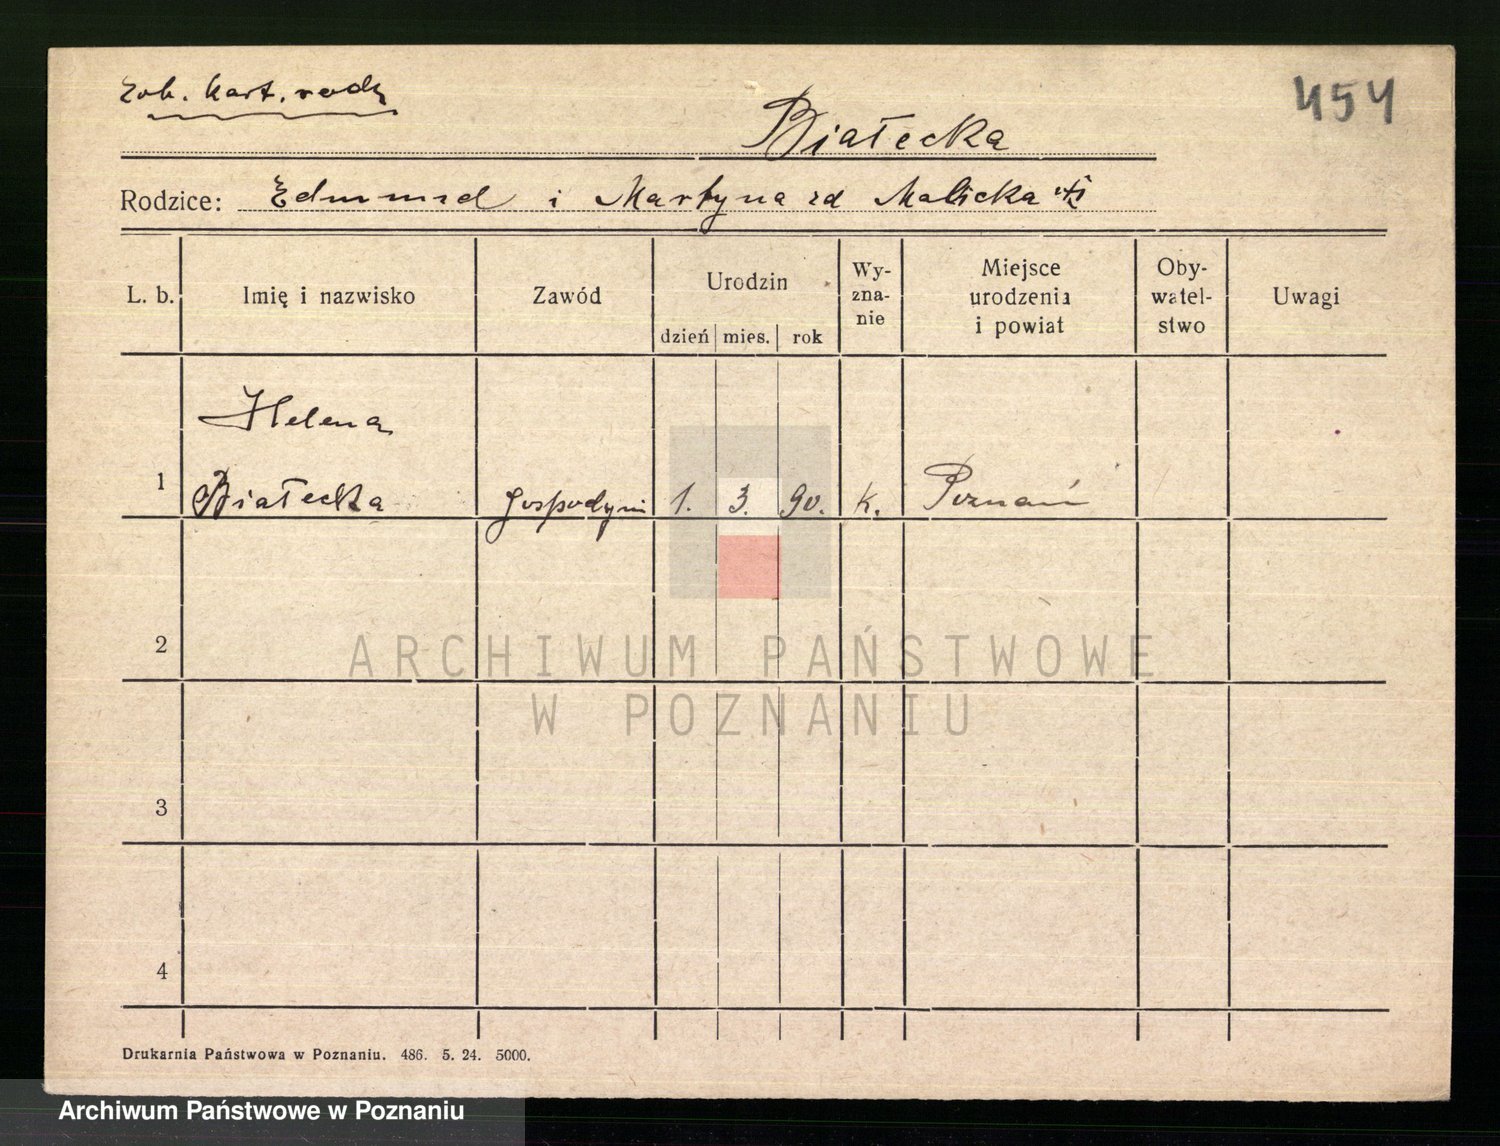 zob. kart. rodz
454
Białecka
Rodzice: Edmund i Martyna zd Malicka
L. b.
Imię i nazwisko
Zawód
Urodzin
dzień mies. rok
Wy-
zna-
nie
Miejsce
urodzenia
i powiat
Oby-
watel-
stwo
Uwagi
Helena
1 Białecka gospodyni 1. 3. 90. k. Poznań
2
ARCHIWUM PAŃSTWOWE
W POZNANIU
3
4
Drukarnia Państwowa w Poznaniu. 486. 5. 24. 5000.
Archiwum Państwowe w Poznaniu